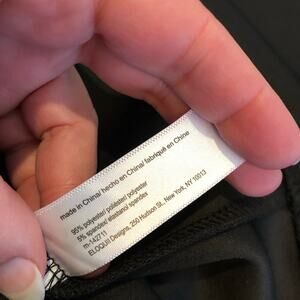 made in China/ hecho en China/ fabriqué en Chine
95% polyester/ poliéster/ polyester
5% spandex/ elastano/ spandex
m-142711
ELOQUII Designs, 250 Hudson St., New York, NY 10013